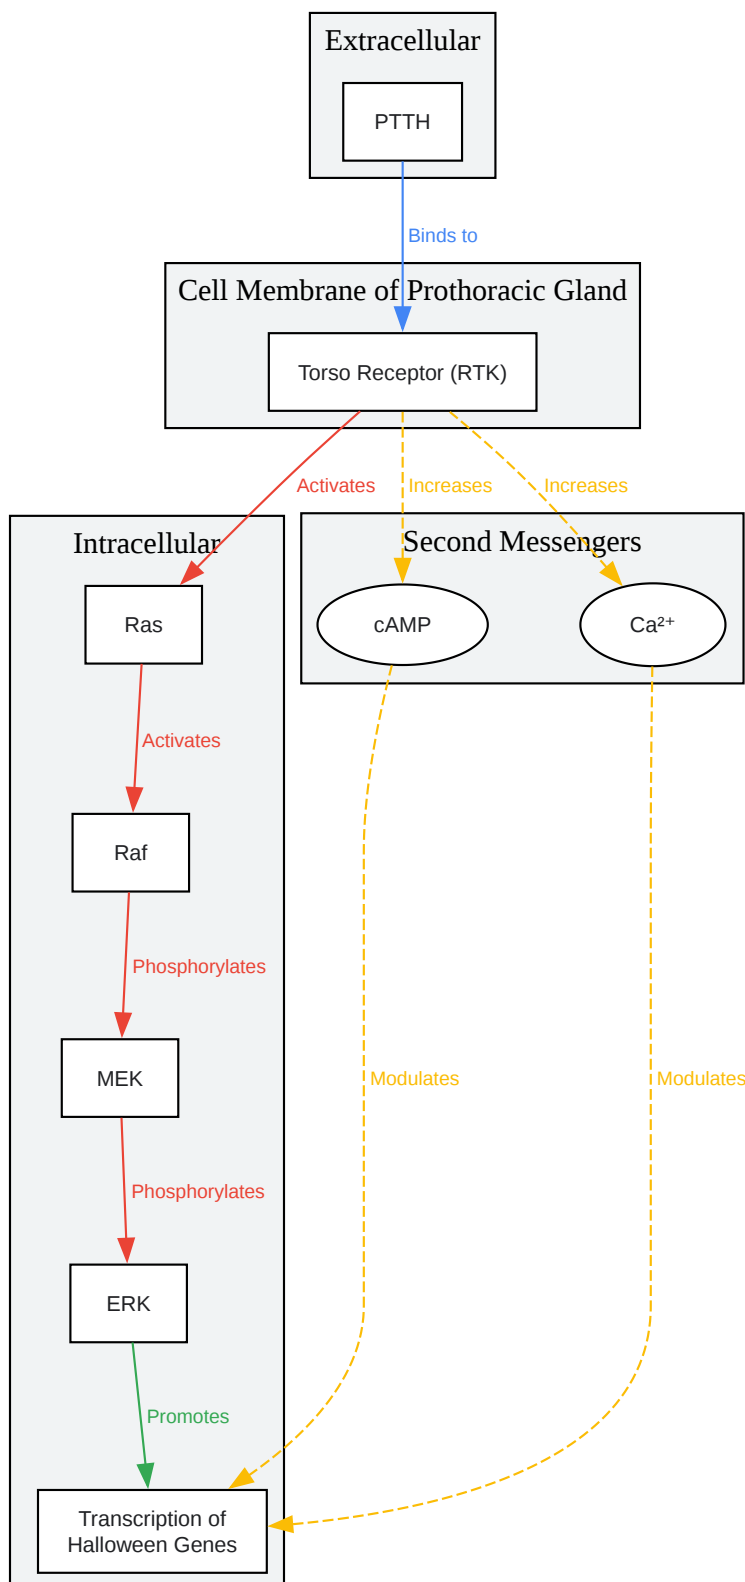 Extracellular
PTTH
Binds to
Cell Membrane of Prothoracic Gland
Torso Receptor (RTK)
Activates
Increases
Increases
Intracellular
Second Messengers
Ras
cAMP
Ca²⁺
Activates
Raf
Phosphorylates
MEK
Modulates
Modulates
Phosphorylates
ERK
Promotes
Transcription of
Halloween Genes